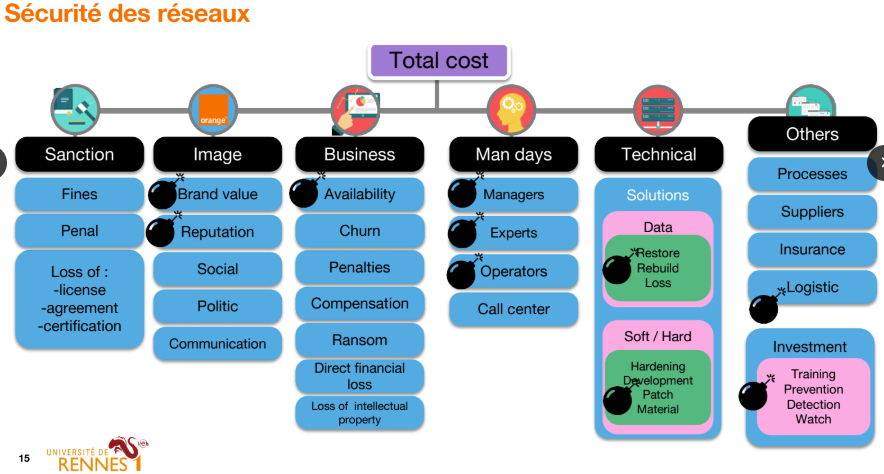 Sécurité des réseaux
Total cost
orange
Sanction
Fines
Penal
Loss of :
-license
-agreement
-certification
Image
Brand value
Reputation
Social
Politic
Communication
Business
Availability
Churn
Penalties
Compensation
Ransom
Direct financial
loss
Loss of intellectual
property
Man days
Managers
Experts
Operators
Call center
Technical
Solutions
Data
Restore
Rebuild
Loss
Soft / Hard
Hardening
Development
Patch
Material
Others
Processes
Suppliers
Insurance
Logistic
Investment
Training
Prevention
Detection
Watch
15
UNIVERSITÉ DE
RENNES 1